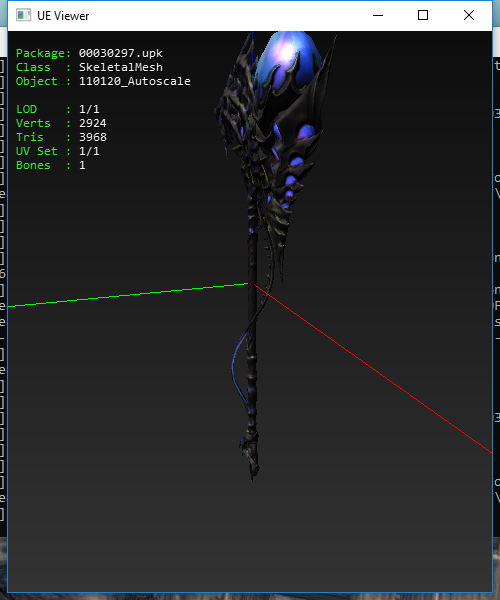 UE Viewer
Package: 00030297.upk
Class  : SkeletalMesh
Object : 110120_Autoscale
LOD    : 1/1
Verts  : 2924
Tris   : 3968
UV Set : 1/1
Bones  : 1